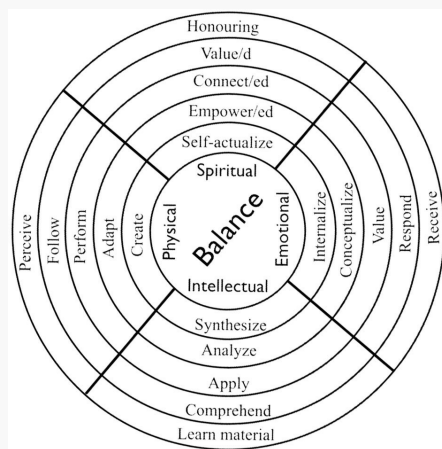 Honouring
Value/d
Connect/ed
Empower/ed
Self-actualize
Spiritual
Perceive
Follow
Perform
Adapt
Create
Physical
Balance
Emotional
Internalize
Conceptualize
Value
Respond
Receive
Intellectual
Synthesize
Analyze
Apply
Comprehend
Learn material